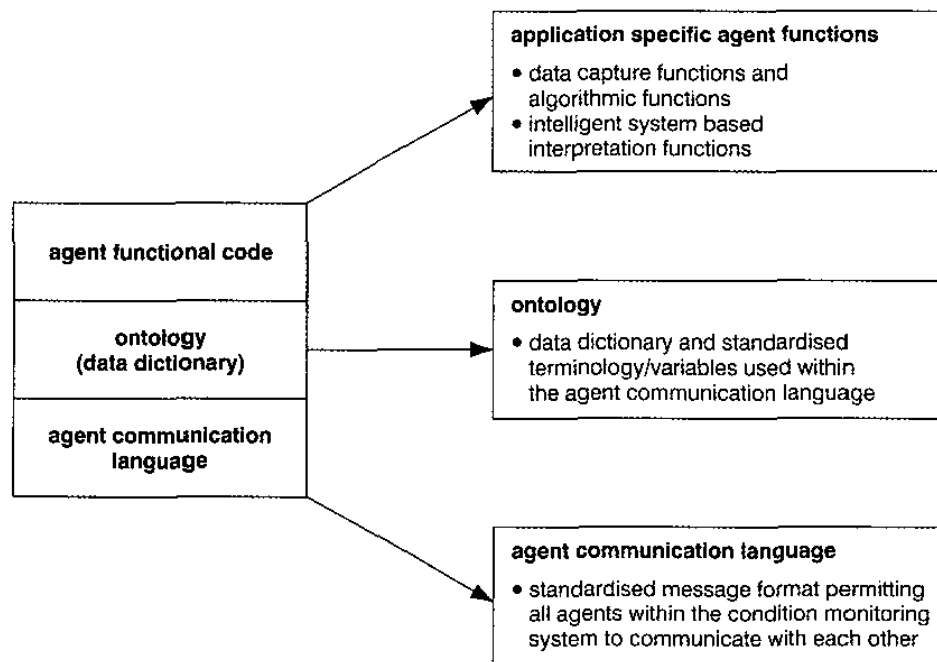 application specific agent functions
• data capture functions and
algorithmic functions
• intelligent system based
interpretation functions
agent functional code
ontology
(data dictionary)
agent communication
language
ontology
• data dictionary and standardised
terminology/variables used within
the agent communication language
agent communication language
• standardised message format permitting
all agents within the condition monitoring
system to communicate with each other